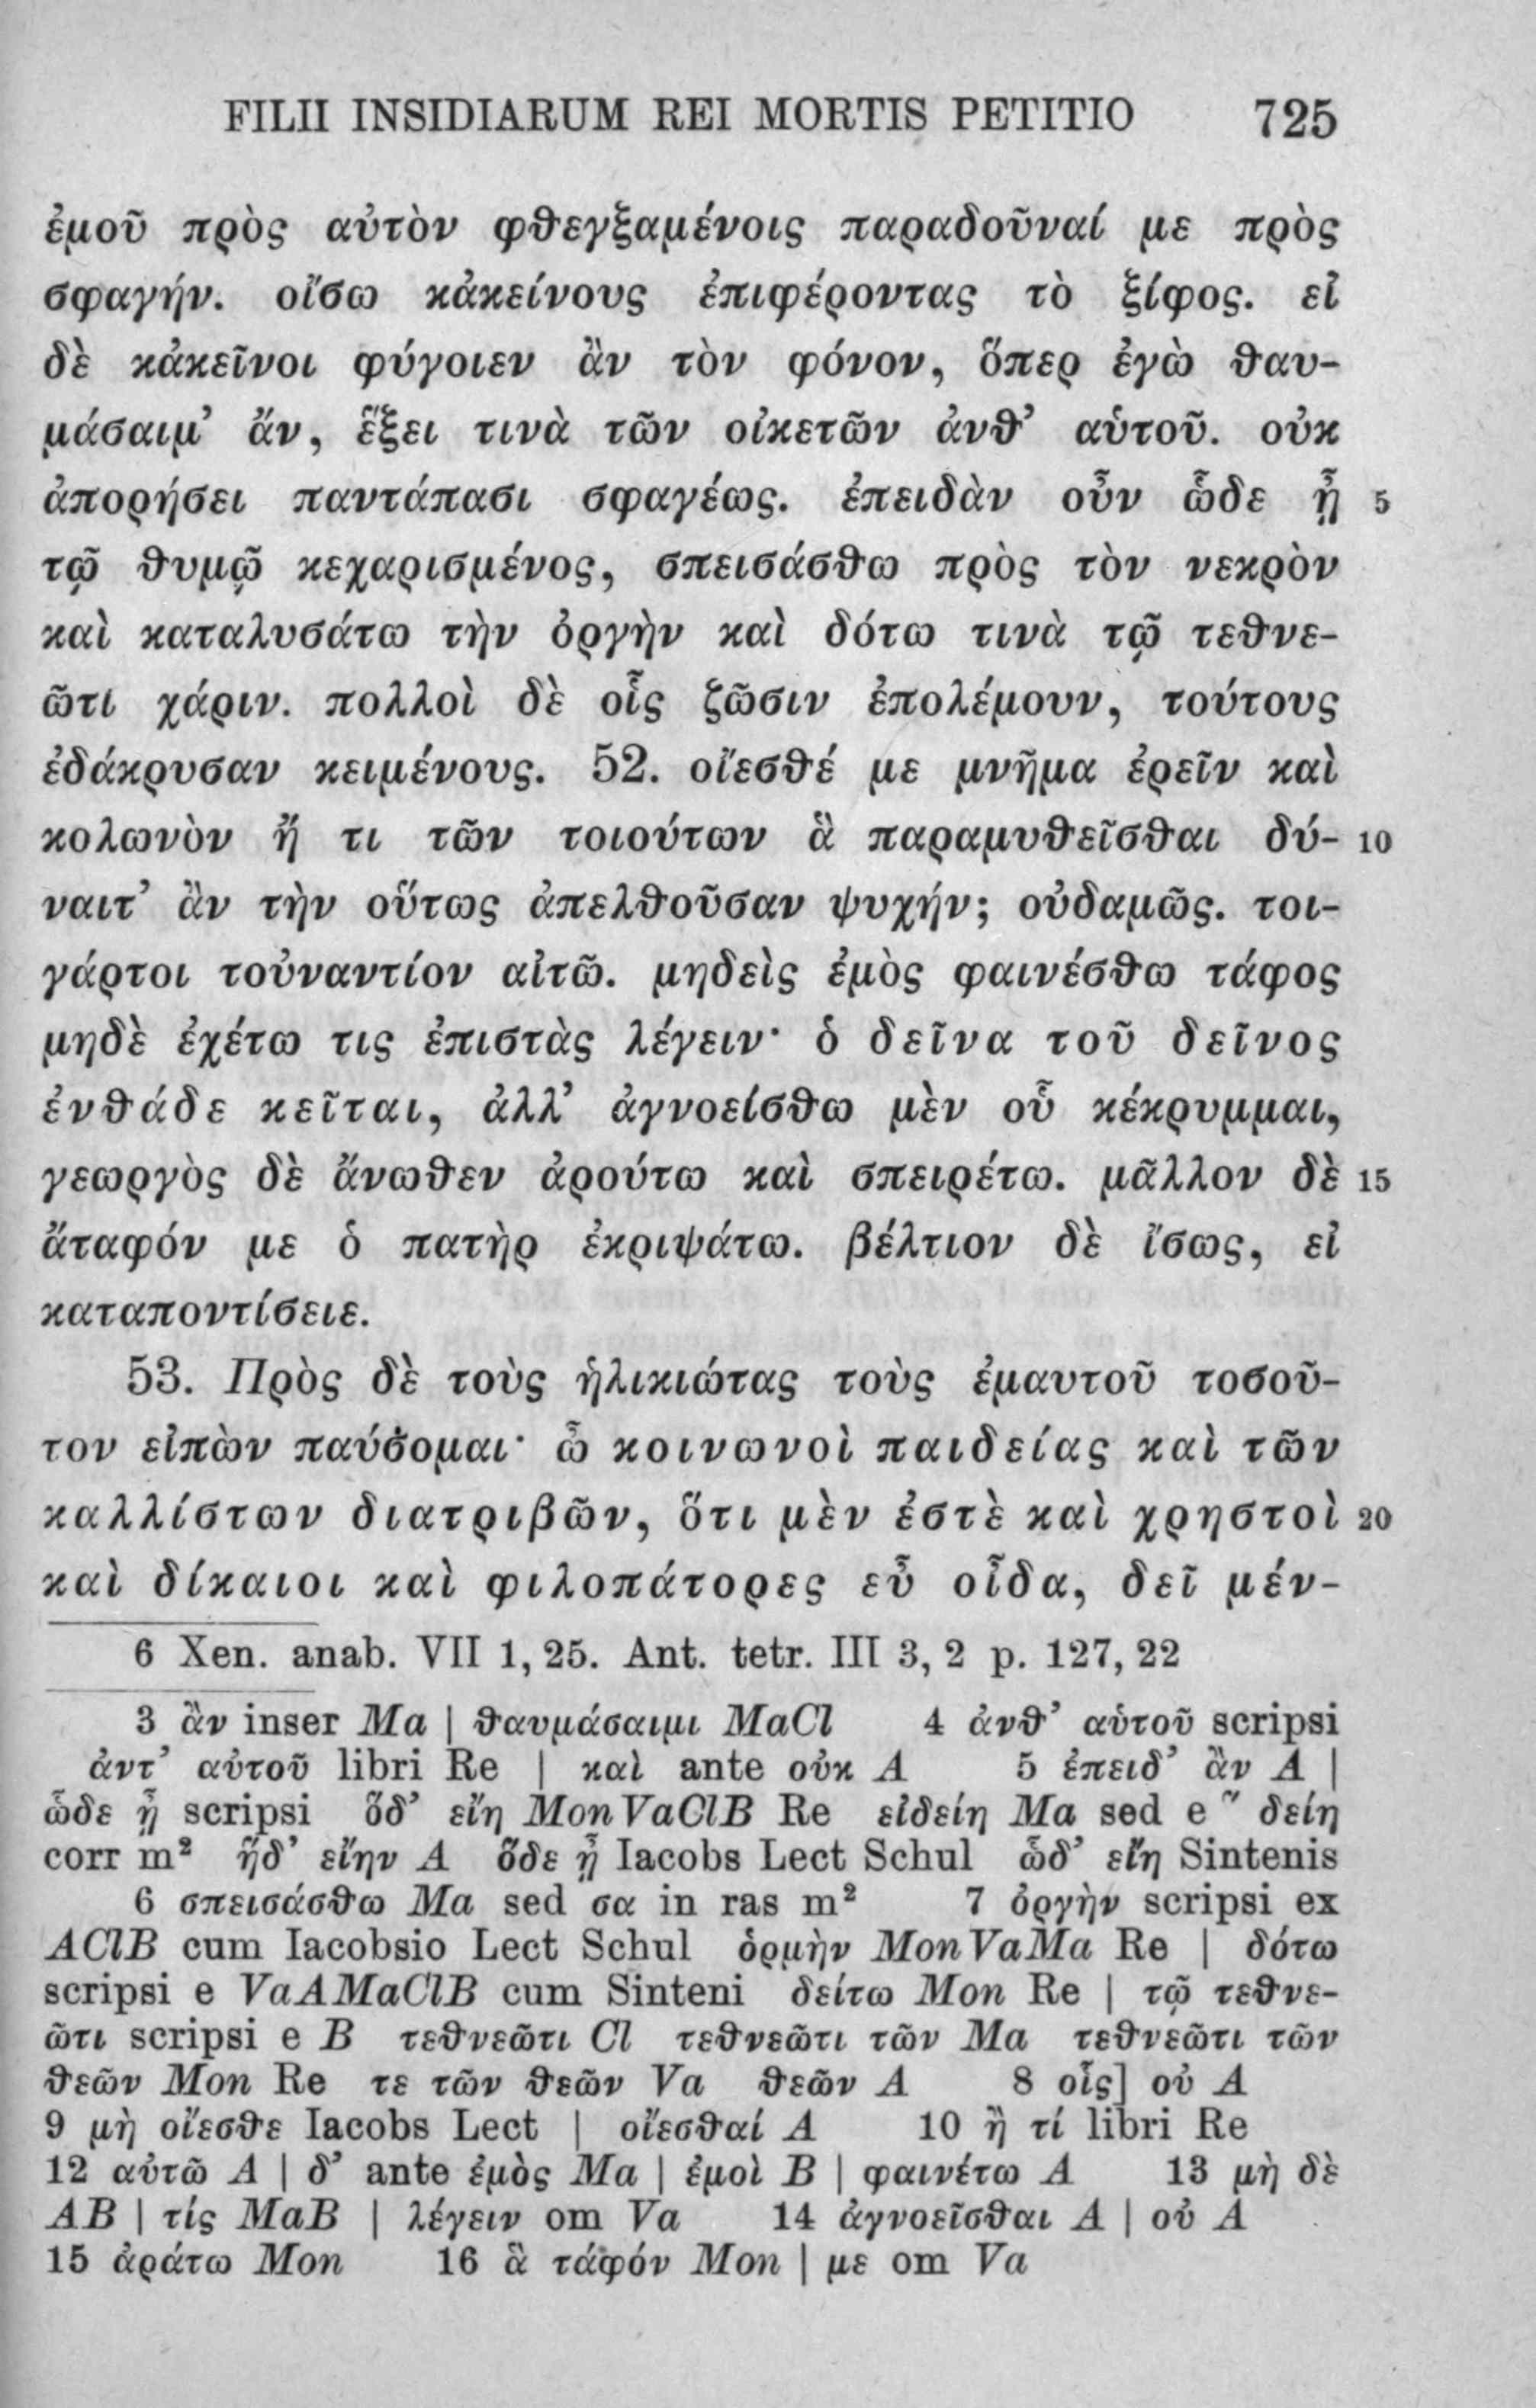 FILII INSIDIARUM REI MORTIS PETITIO 725
ἐμοῦ πρὸς αὐτὸν φθεγξαμένοις παραδοῦναί με πρὸς
σφαγήν. οἴσω κἀκείνους ἐπιφέροντας τὸ ξίφος. εἰ
δὲ κἀκεῖνοι φύγοιεν ἂν τὸν φόνον, ὅπερ ἐγὼ θαυ-
μάσαιμ’ ἄν, ἕξει τινὰ τῶν οἰκετῶν ἀνθ’ αὑτοῦ. οὐκ
ἀπορήσει παντάπασι σφαγέως. ἐπειδὰν οὖν ὧδε ᾖ 5
τῷ θυμῷ κεχαρισμένος, σπεισάσθω πρὸς τὸν νεκρὸν
καὶ καταλυσάτω τὴν ὀργὴν καὶ δότω τινὰ τῷ τεθνε-
ῶτι χάριν. πολλοὶ δὲ οἷς ζῶσιν ἐπολέμουν, τούτους
ἐδάκρυσαν κειμένους. 52. οἴεσθέ με μνῆμα ἐρεῖν καὶ
κολωνὸν ἤ τι τῶν τοιούτων ἃ παραμυθεῖσθαι δύ- 10
ναιτ’ ἂν τὴν οὕτως ἀπελθοῦσαν ψυχήν; οὐδαμῶς. τοι-
γάρτοι τοὐναντίον αἰτῶ. μηδεὶς ἐμὸς φαινέσθω τάφος
μηδὲ ἐχέτω τις ἐπιστὰς λέγειν· ὁ δεῖνα τοῦ δεῖνος
ἐνθάδε κεῖται, ἀλλ’ ἀγνοείσθω μὲν οὗ κέκρυμμαι,
γεωργὸς δὲ ἄνωθεν ἀρούτω καὶ σπειρέτω. μᾶλλον δὲ 15
ἄταφόν με ὁ πατὴρ ἐκριψάτω. βέλτιον δὲ ἴσως, εἰ
καταποντίσειε.
53. Πρὸς δὲ τοὺς ἡλικιώτας τοὺς ἐμαυτοῦ τοσοῦ-
τον εἰπὼν παύσομαι· ὦ κοινωνοὶ παιδείας καὶ τῶν
καλλίστων διατριβῶν, ὅτι μὲν ἐστὲ καὶ χρηστοὶ 20
καὶ δίκαιοι καὶ φιλοπάτορες εὖ οἶδα, δεῖ μέν-
6 Xen. anab. VII 1, 25. Ant. tetr. III 3, 2 p. 127, 22
3 ἂν inser Ma | θαυμάσαιμι MaCl 4 ἀνθ’ αὑτοῦ scripsi
ἀντ’ αὐτοῦ libri Re | καὶ ante οὐκ A 5 ἐπειδ’ ἂν A |
ὧδε ᾖ scripsi ὅδ’ εἴη MonVaClB Re εἰδείη Ma sed e ῞ δείη
corr m² ᾔδ’ εἴην A ὅδε ᾖ Iacobs Lect Schul ὧδ’ εἴη Sintenis
6 σπεισάσθω Ma sed σα in ras m² 7 ὀργὴν scripsi ex
AClB cum Iacobsio Lect Schul ὁρμὴν MonVaMa Re | δότω
scripsi e VaAMaClB cum Sinteni δείτω Mon Re | τῷ τεθνε-
ῶτι scripsi e B τεθνεῶτι Cl τεθνεῶτι τῶν Ma τεθνεῶτι τῶν
θεῶν Mon Re τε τῶν θεῶν Va θεῶν A 8 οἷς] οὐ A
9 μὴ οἴεσθε Iacobs Lect | οἴεσθαί A 10 ἢ τί libri Re
12 αὐτῶ A | δ’ ante ἐμὸς Ma | ἐμοὶ B | φαινέτω A 13 μὴ δὲ
AB | τίς MaB | λέγειν om Va 14 ἀγνοεῖσθαι A | οὐ A
15 ἀράτω Mon 16 ἃ τάφόν Mon | με om Va